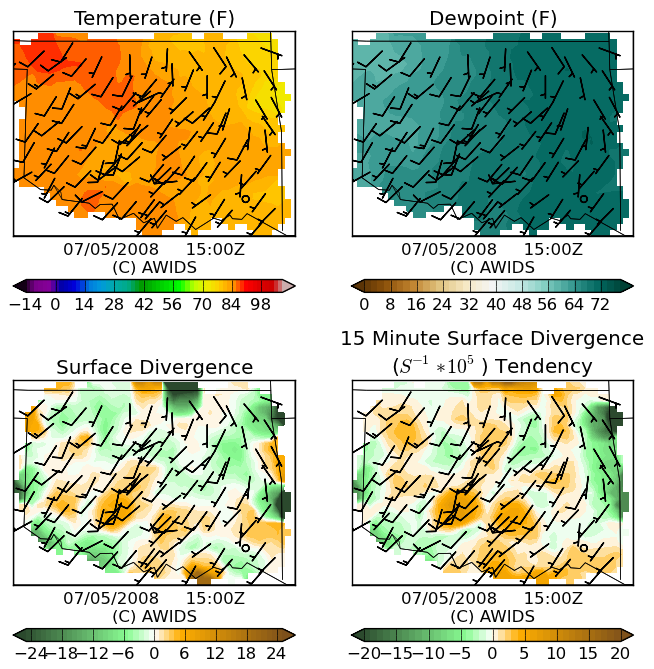 Temperature (F)
Dewpoint (F)
07/05/2008 15:00Z
(C) AWIDS
07/05/2008 15:00Z
(C) AWIDS
−14 0 14 28 42 56 70 84 98
0 8 16 24 32 40 48 56 64 72
Surface Divergence
15 Minute Surface Divergence
(S⁻¹ *10⁵ ) Tendency
07/05/2008 15:00Z
(C) AWIDS
07/05/2008 15:00Z
(C) AWIDS
−24 −18 −12 −6 0 6 12 18 24
−20 −15 −10 −5 0 5 10 15 20